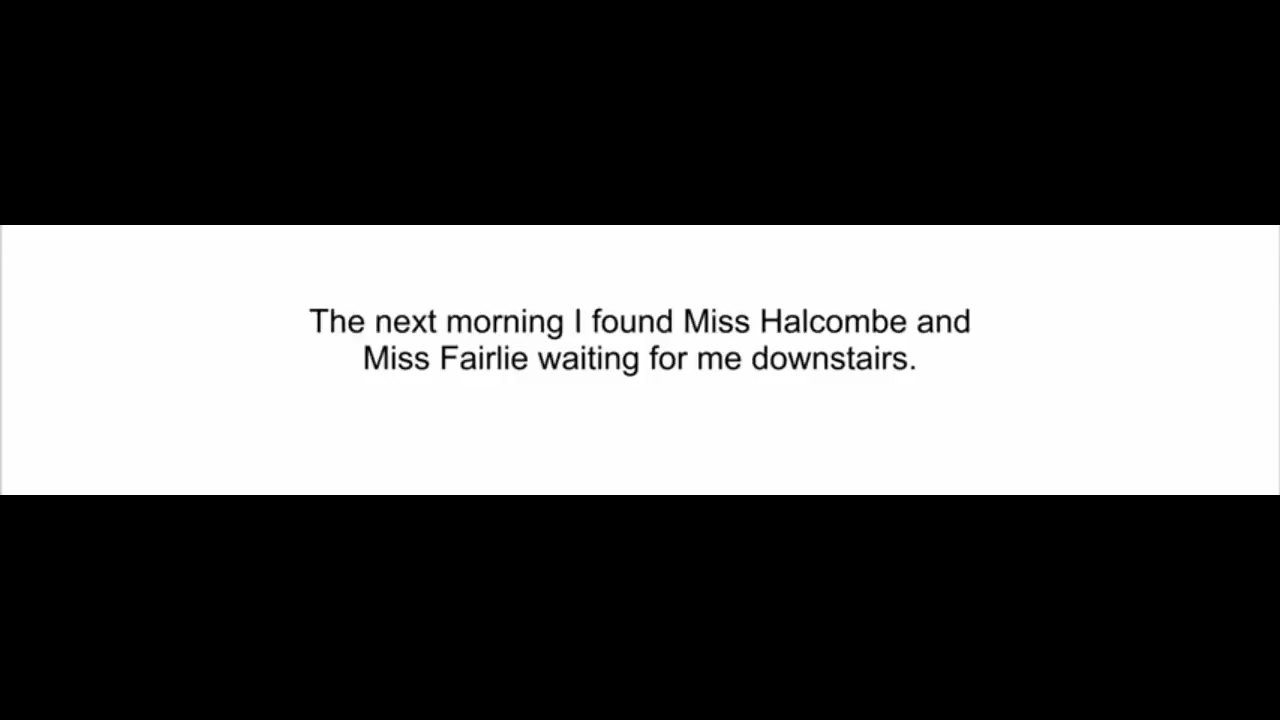 The next morning I found Miss Halcombe and
Miss Fairlie waiting for me downstairs.